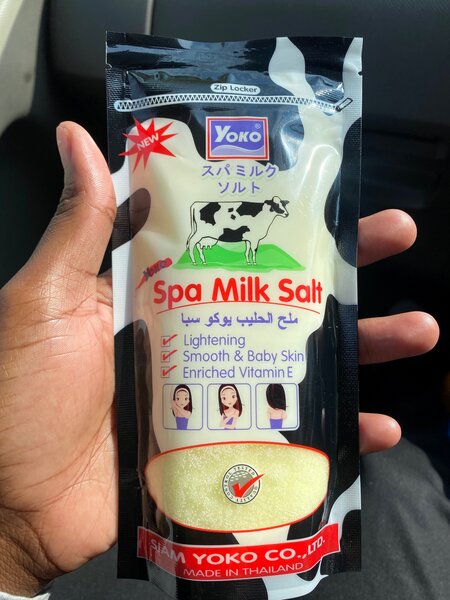 Zip Locker
NEW
YOKO®
スパ ミルク
ソルト
Yoko
Spa Milk Salt
ملح الحليب يوكو سبا
Lightening
Smooth & Baby Skin
Enriched Vitamin E
SIAM YOKO CO.,LTD.
MADE IN THAILAND